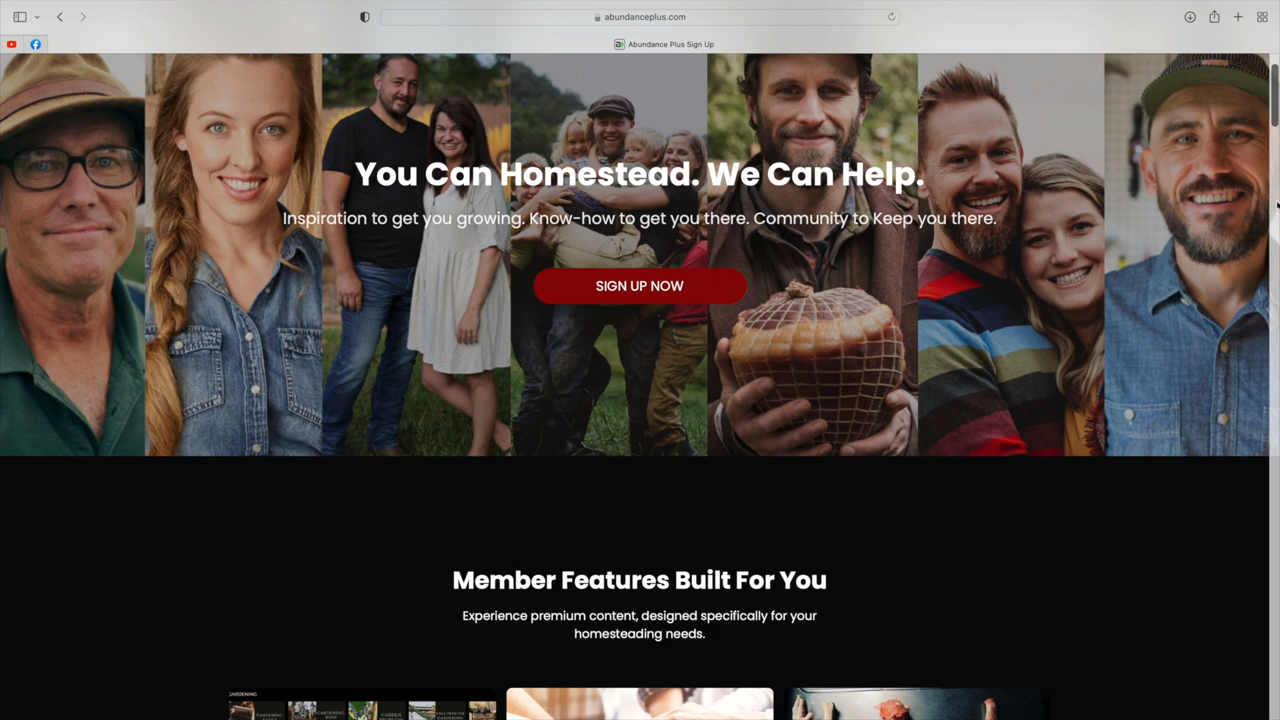 abundanceplus.com
Abundance Plus Sign Up
You Can Homestead. We Can Help.
Inspiration to get you growing. Know-how to get you there. Community to Keep you there.
SIGN UP NOW
Member Features Built For You
Experience premium content, designed specifically for your
homesteading needs.
GARDENING